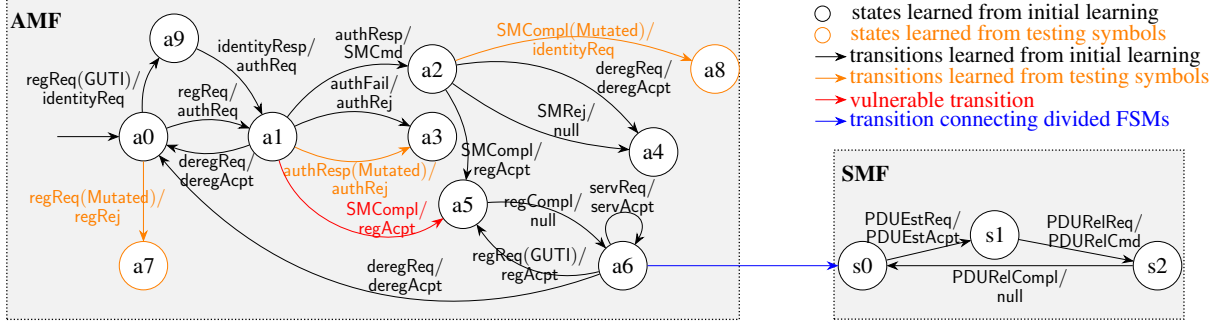 AMF
a9
identityResp/
authReq
authResp/
SMCmd
SMCompl(Mutated)/
identityReq
a2
a8
regReq(GUTI)/
identityReq
regReq/
authReq
authFail/
authRej
deregReq/
deregAcpt
a0
a1
a3
SMRej/
null
a4
deregReq/
deregAcpt
authResp(Mutated)/
authRej
SMCompl/
regAcpt
regReq(Mutated)/
regRej
SMCompl/
regAcpt
a5
regCompl/
null
servReq/
servAcpt
a7
deregReq/
deregAcpt
regReq(GUTI)/
regAcpt
a6
states learned from initial learning
states learned from testing symbols
transitions learned from initial learning
transitions learned from testing symbols
vulnerable transition
transition connecting divided FSMs
SMF
PDUEstReq/
PDUEstAcpt
s1
PDURelReq/
PDURelCmd
s0
s2
PDURelCompl/
null